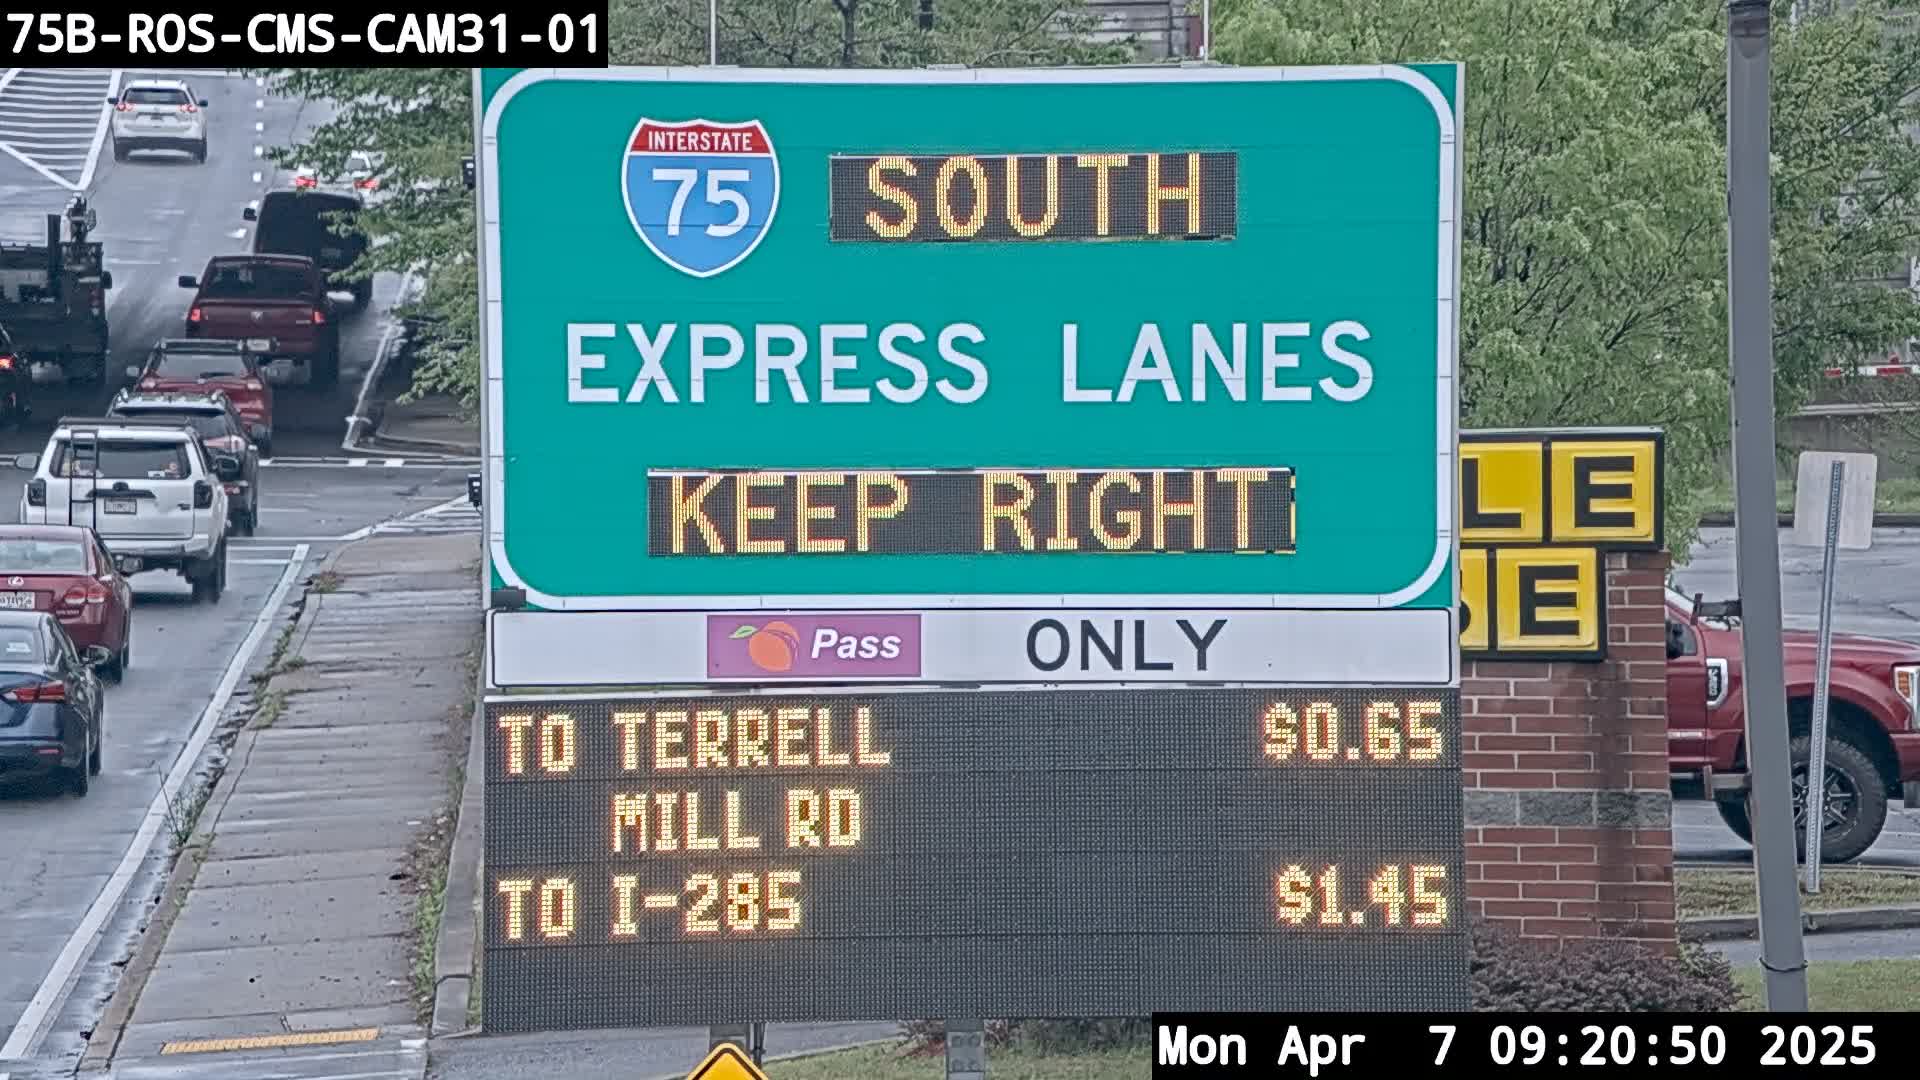 75B-ROS-CMS-CAM31-01
INTERSTATE
75
SOUTH
EXPRESS LANES
KEEP RIGHT
Pass ONLY
TO TERRELL $0.65
MILL RD
TO I-285 $1.45
LE
E
Mon Apr 7 09:20:50 2025